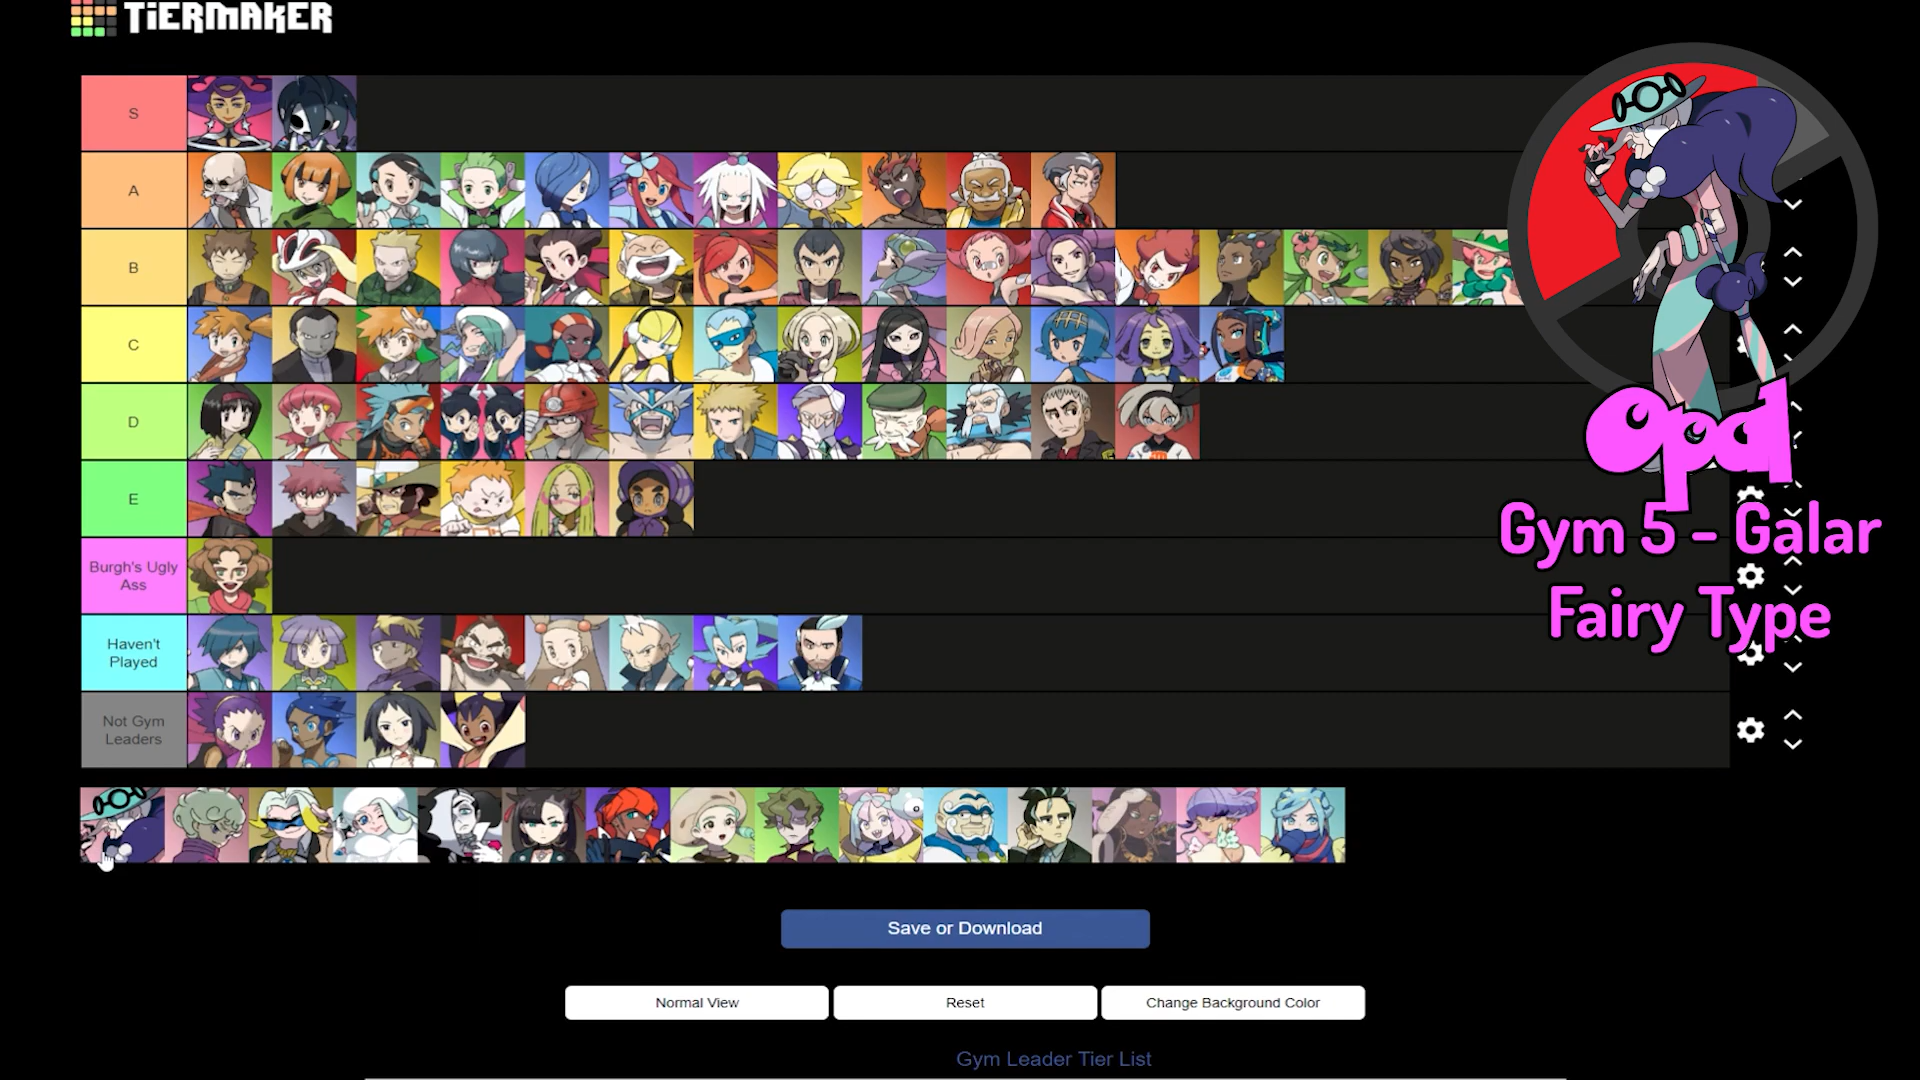 TIERMAKER
S
A
B
C
D
E
Burgh's Ugly
Ass
Haven't
Played
Not Gym
Leaders
Opal
Gym 5 - Galar
Fairy Type
Save or Download
Normal View
Reset
Change Background Color
Gym Leader Tier List